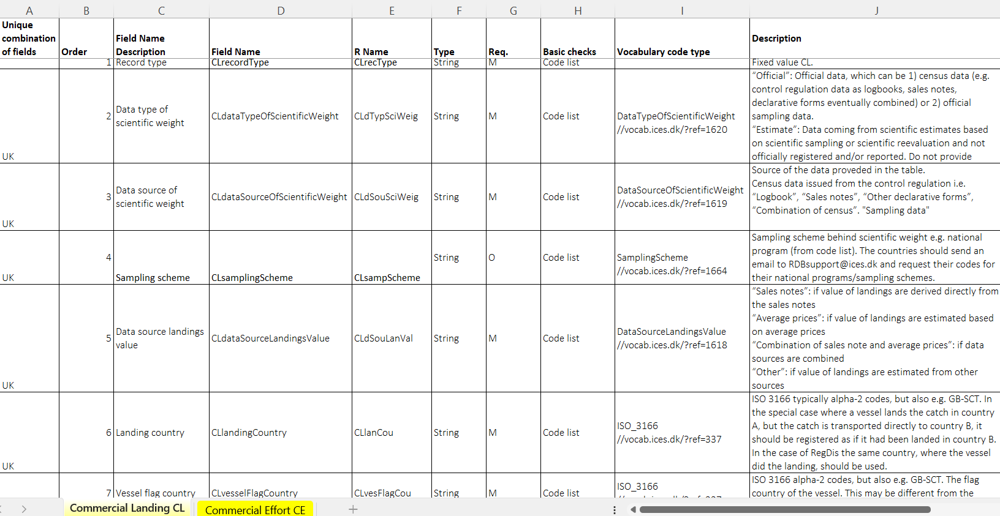 A B C D E F G H I J
Unique
combination
of fields
Order
Field Name
Description
Field Name
R Name
Type
Req.
Basic checks
Vocabulary code type
Description
1 Record type CLrecordType CLrecType String M Code list Fixed value CL.
UK
2
Data type of
scientific weight
CLdataTypeOfScientificWeight
CLdTypSciWeig
String
M
Code list
DataTypeOfScientificWeight
//vocab.ices.dk/?ref=1620
“Official”: Official data, which can be 1) census data (e.g.
control regulation data as logbooks, sales notes,
declarative forms eventually combined) or 2) official
sampling data.
“Estimate”: Data coming from scientific estimates based
on scientific sampling or scientific reevaluation and not
officially registered and/or reported. Do not provide
UK
3
Data source of
scientific weight
CLdataSourceOfScientificWeight
CLdSouSciWeig
String
M
Code list
DataSourceOfScientificWeight
//vocab.ices.dk/?ref=1619
Source of the data proveded in the table.
Census data issued from the control regulation i.e.
“Logbook”, “Sales notes”, “Other declarative forms”,
“Combination of census”. "Sampling data"
UK
4
Sampling scheme
CLsamplingScheme
CLsampScheme
String
O
Code list
SamplingScheme
//vocab.ices.dk/?ref=1664
Sampling scheme behind scientific weight e.g. national
program (from code list). The countries should send an
email to RDBsupport@ices.dk and request their codes for
their national programs/sampling schemes.
UK
5
Data source landings
value
CLdataSourceLandingsValue
CLdSouLanVal
String
M
Code list
DataSourceLandingsValue
//vocab.ices.dk/?ref=1618
“Sales notes”: if value of landings are derived directly from
the sales notes
“Average prices”: if value of landings are estimated based
on average prices
“Combination of sales note and average prices”: if data
sources are combined
“Other”: if value of landings are estimated from other
sources
UK
6
Landing country
CLlandingCountry
CLlanCou
String
M
Code list
ISO_3166
//vocab.ices.dk/?ref=337
ISO 3166 typically alpha-2 codes, but also e.g. GB-SCT. In
the special case where a vessel lands the catch in country
A, but the catch is transported directly to country B, it
should be registered as if it had been landed in country B.
In the case of RegDis the same country, where the vessel
did the landing, should be used.
7
Vessel flag country
CLvesselFlagCountry
CLvesFlagCou
String
M
Code list
ISO_3166
ISO 3166 alpha-2 codes, but also e.g. GB-SCT. The flag
country of the vessel. This may be different from the
Commercial Landing CL
Commercial Effort CE